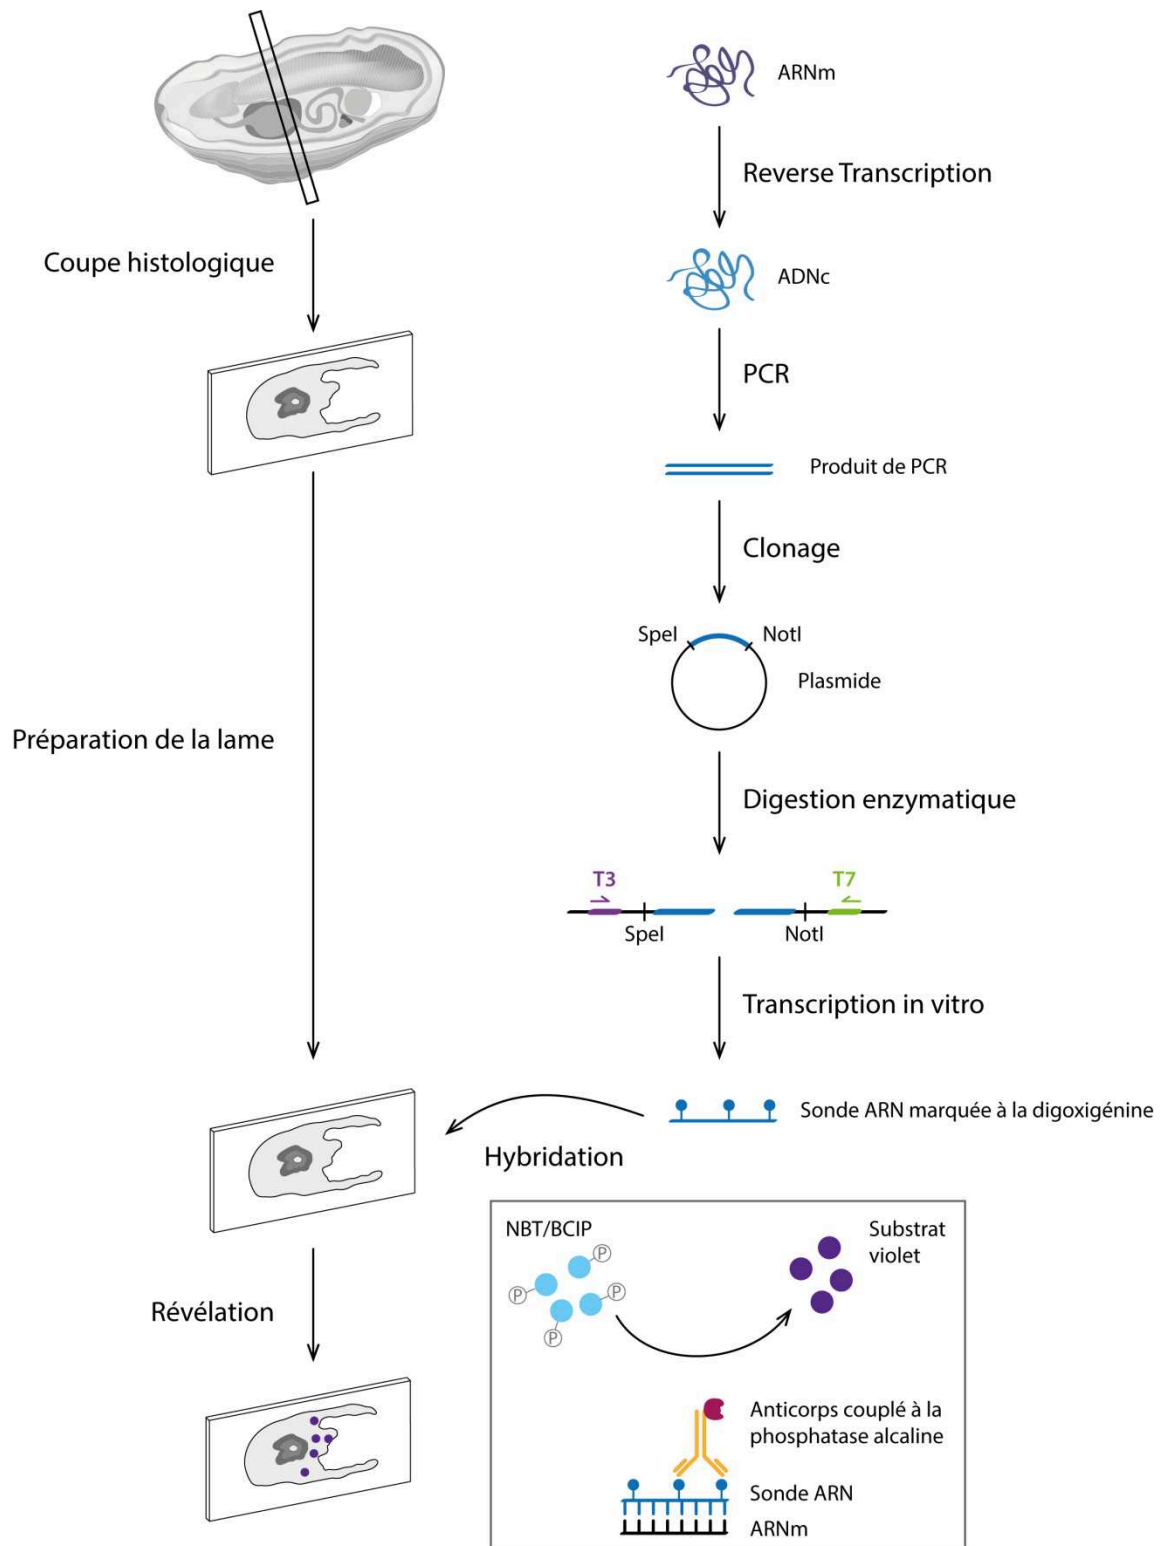 ARNm
Reverse Transcription
Coupe histologique
ADNc
PCR
Produit de PCR
Clonage
SpeI
NotI
Plasmide
Préparation de la lame
Digestion enzymatique
T3
T7
SpeI
NotI
Transcription in vitro
Sonde ARN marquée à la digoxigénine
Hybridation
NBT/BCIP
P
P
P
P
Substrat
violet
Révélation
Anticorps couplé à la
phosphatase alcaline
Sonde ARN
ARNm